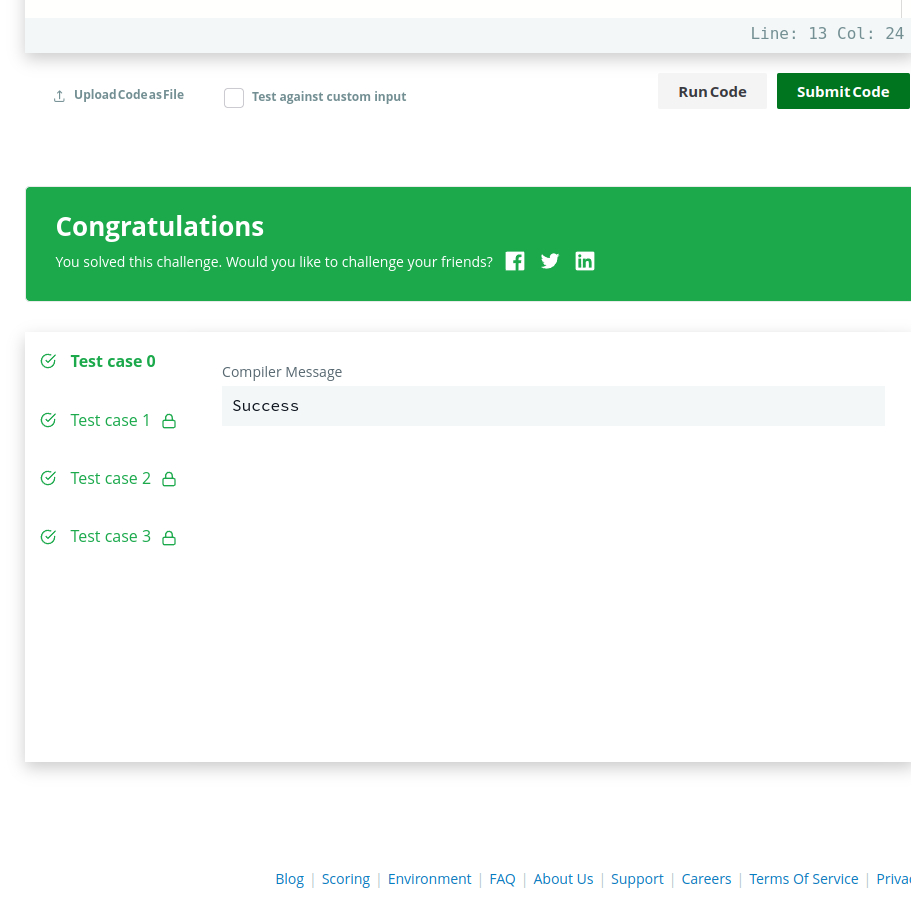 Line: 13 Col: 24
Upload Code as File
Test against custom input
Run Code
Submit Code
Congratulations
You solved this challenge. Would you like to challenge your friends?
Test case 0
Compiler Message
Success
Test case 1
Test case 2
Test case 3
Blog | Scoring | Environment | FAQ | About Us | Support | Careers | Terms Of Service |